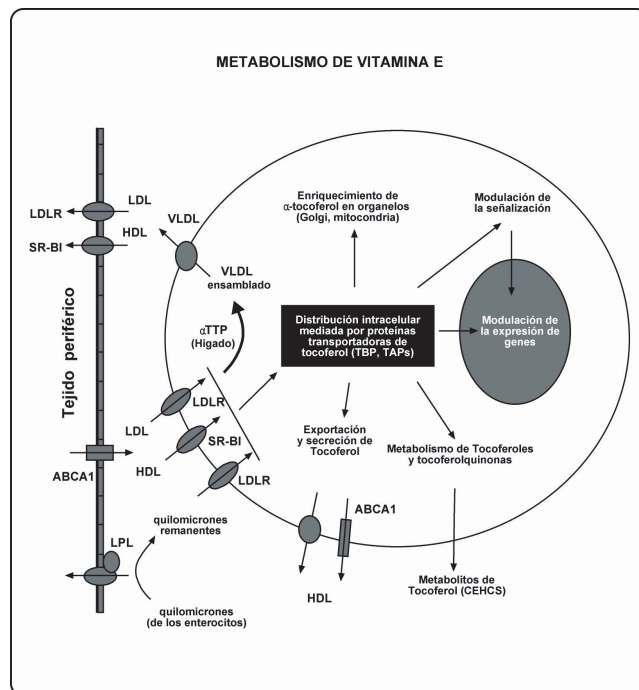 METABOLISMO DE VITAMINA E
LDL
LDLR
HDL
SR-BI
Tejido periférico
ABCA1
LPL
VLDL
VLDL
ensamblado
αTTP
(Higado)
Enriquecimiento de
α-tocoferol en organelos
(Golgi, mitocondria)
Modulación de
la señalización
Distribución intracelular
mediada por proteínas
transportadoras de
tocoferol (TBP, TAPs)
Modulación de
la expresión de
genes
LDLR
LDL
SR-BI
HDL
LDLR
Exportación
y secreción de
Tocoferol
Metabolismo de Tocoferoles
y tocoferolquinonas
ABCA1
HDL
Metabolitos de
Tocoferol (CEHCS)
quilomicrones
remanentes
quilomicrones
(de los enterocitos)